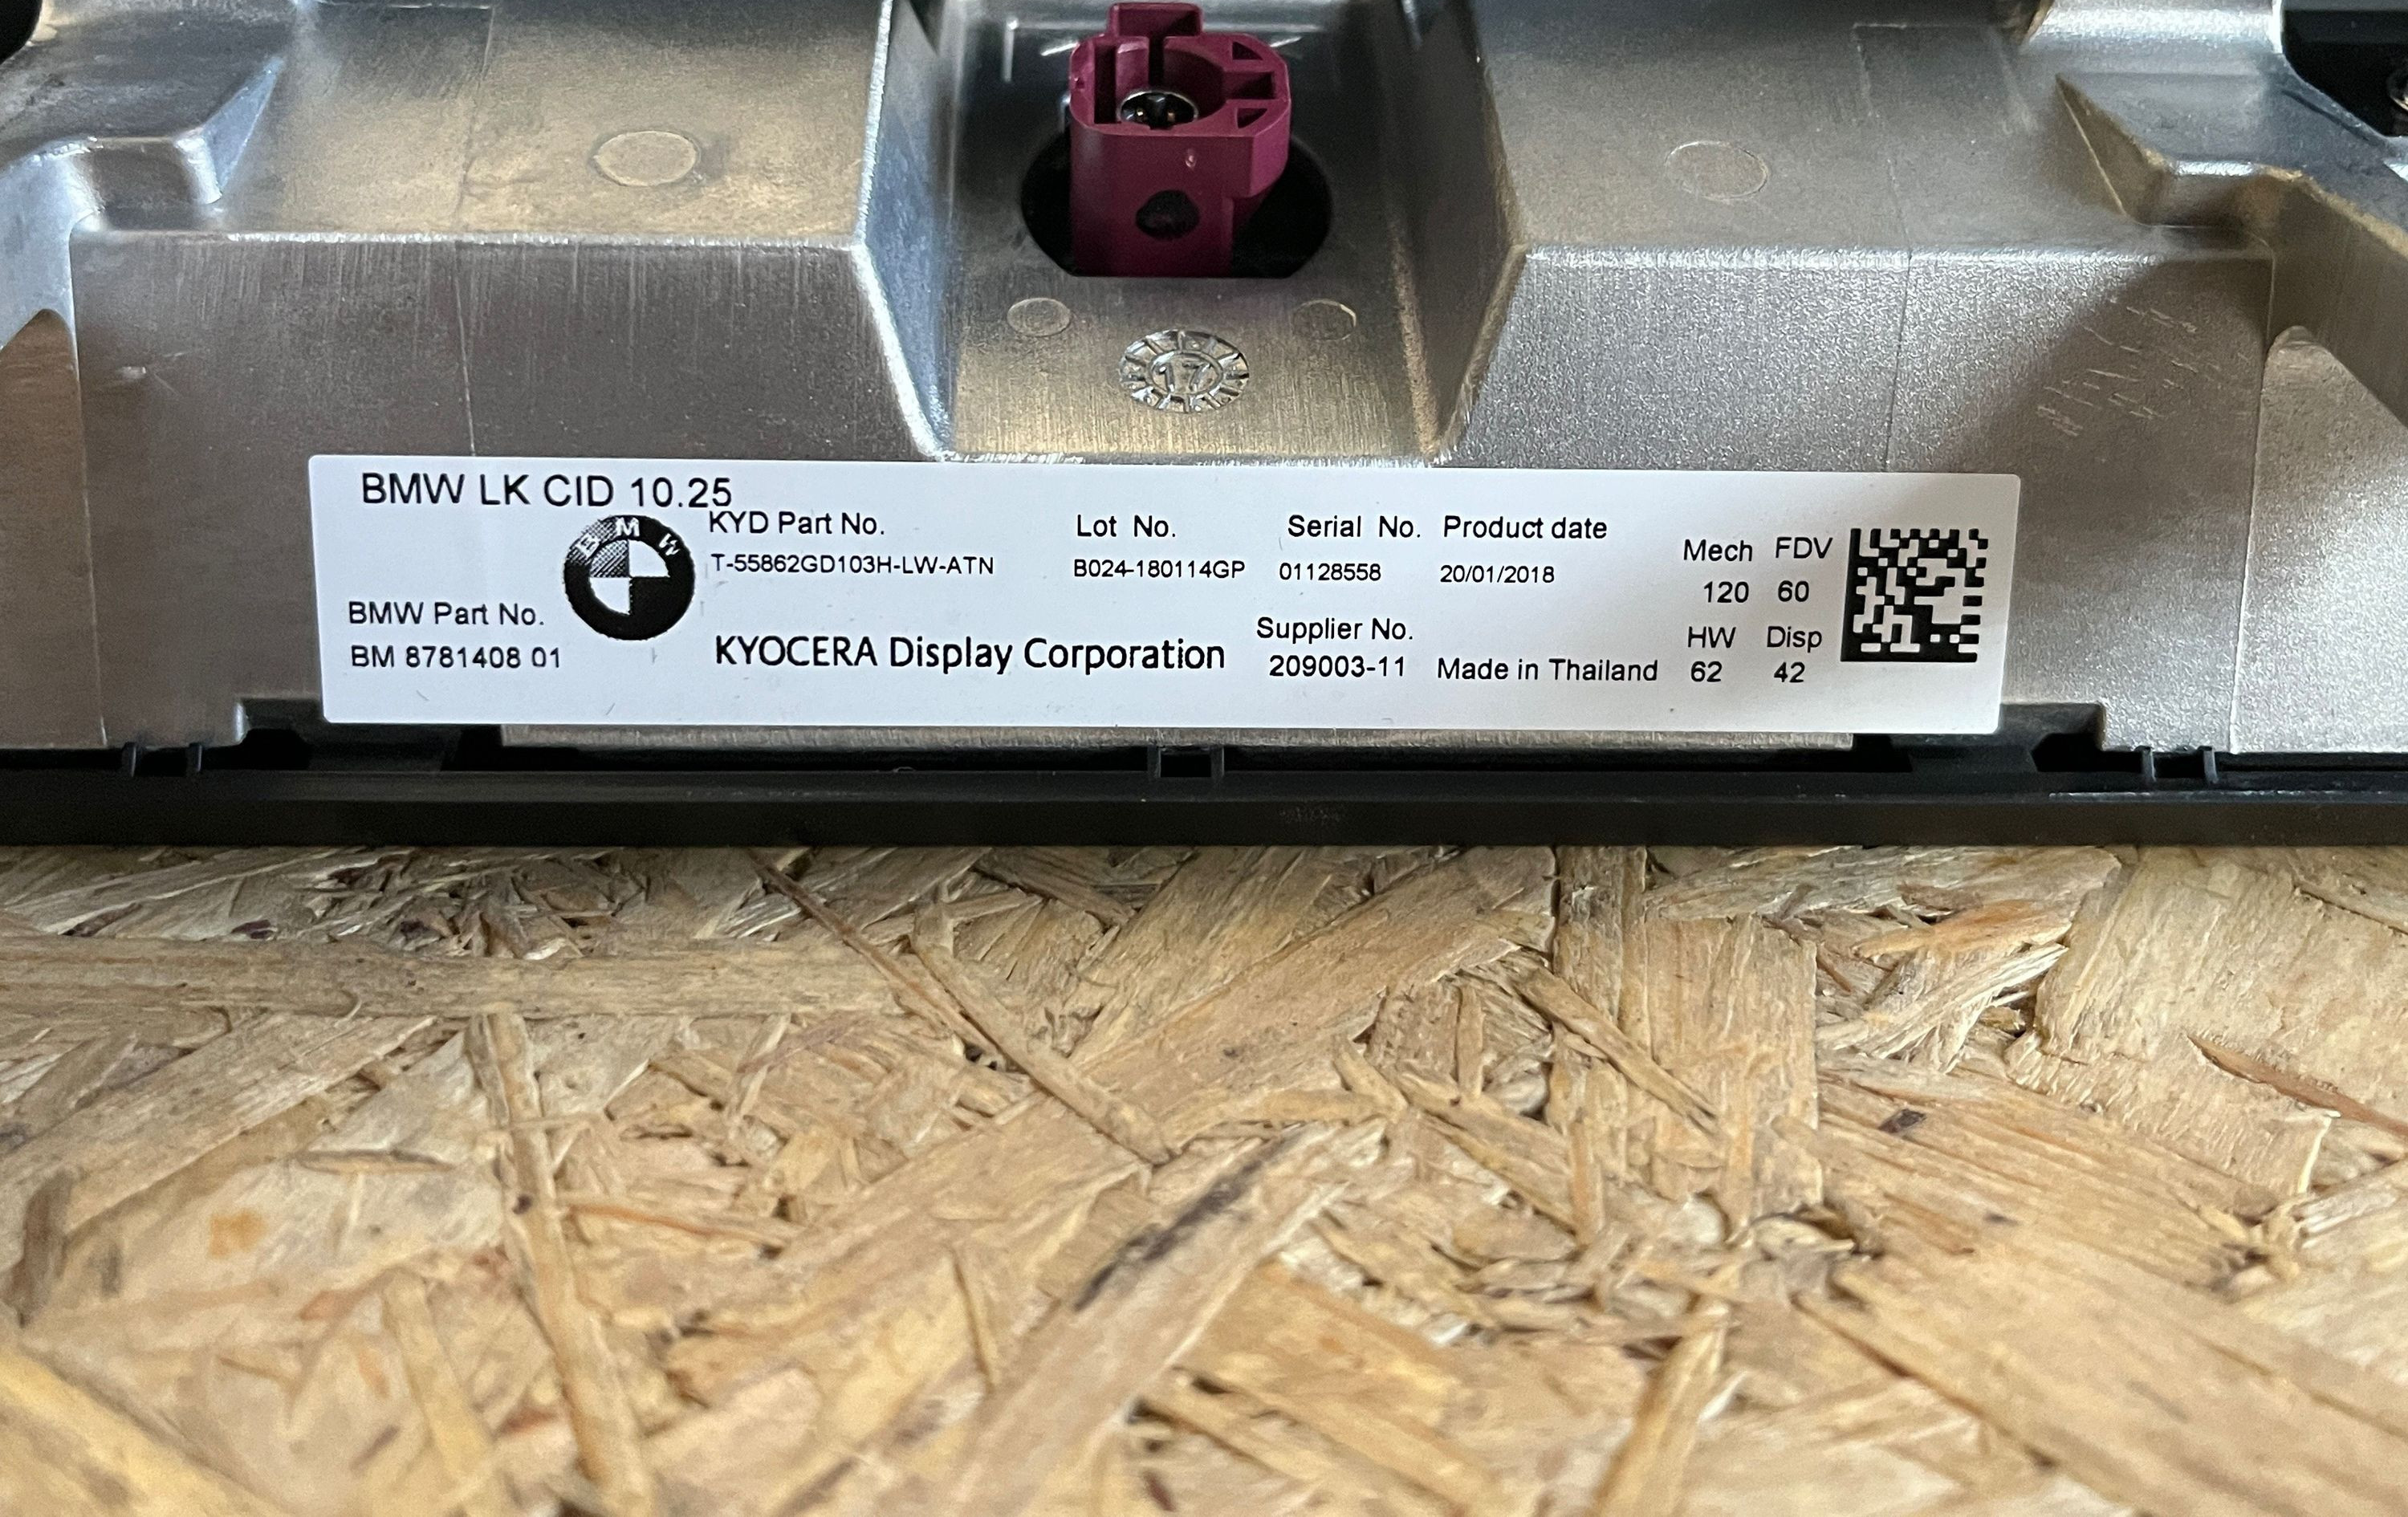 17
BMW LK CID 10.25
B M W
KYD Part No.
T-55862GD103H-LW-ATN
Lot No.
B024-180114GP
Serial No.
01128558
Product date
20/01/2018
Mech FDV
120 60
HW Disp
62 42
BMW Part No.
BM 8781408 01
KYOCERA Display Corporation
Supplier No.
209003-11
Made in Thailand